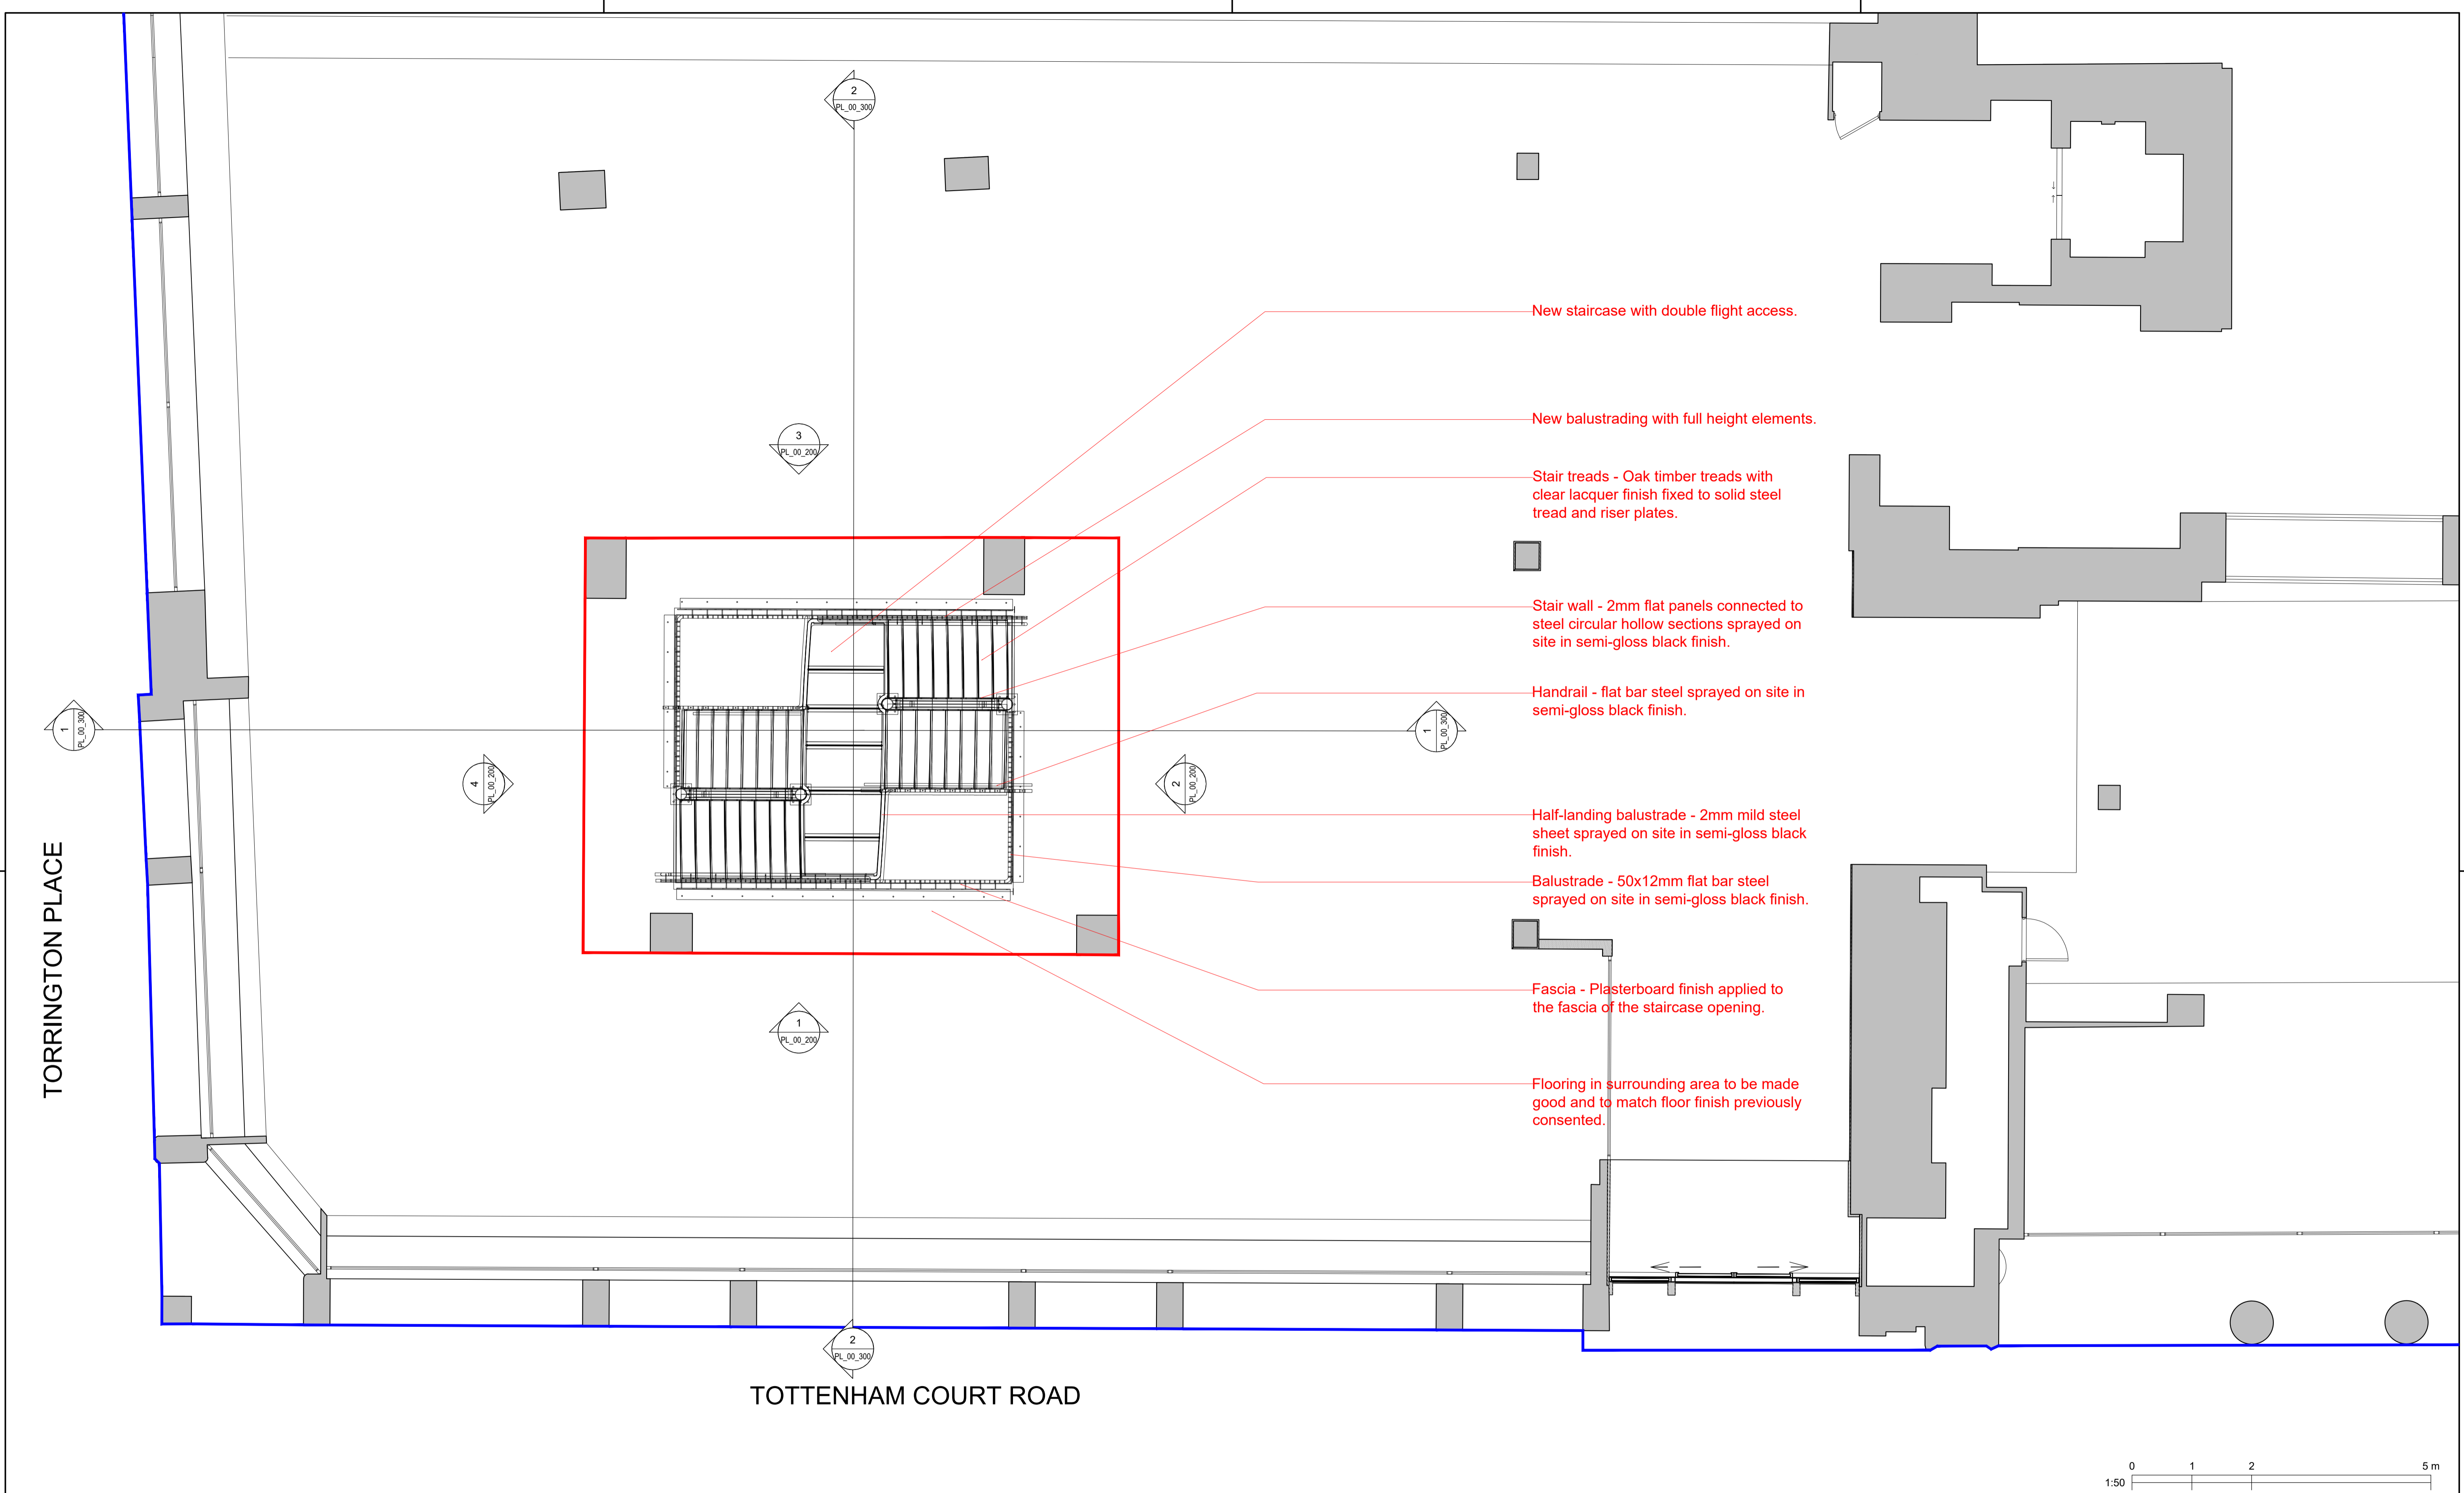 2
PL_00_300
New staircase with double flight access.
New balustrading with full height elements.
3
PL_00_200
Stair treads - Oak timber treads with
clear lacquer finish fixed to solid steel
tread and riser plates.
Stair wall - 2mm flat panels connected to
steel circular hollow sections sprayed on
site in semi-gloss black finish.
Handrail - flat bar steel sprayed on site in
semi-gloss black finish.
1
PL_00_300
1
PL_00_300
4
PL_00_200
2
PL_00_200
Half-landing balustrade - 2mm mild steel
sheet sprayed on site in semi-gloss black
finish.
Balustrade - 50x12mm flat bar steel
sprayed on site in semi-gloss black finish.
TORRINGTON PLACE
Fascia - Plasterboard finish applied to
the fascia of the staircase opening.
1
PL_00_200
Flooring in surrounding area to be made
good and to match floor finish previously
consented.
2
PL_00_300
TOTTENHAM COURT ROAD
0 1 2 5 m
1:50